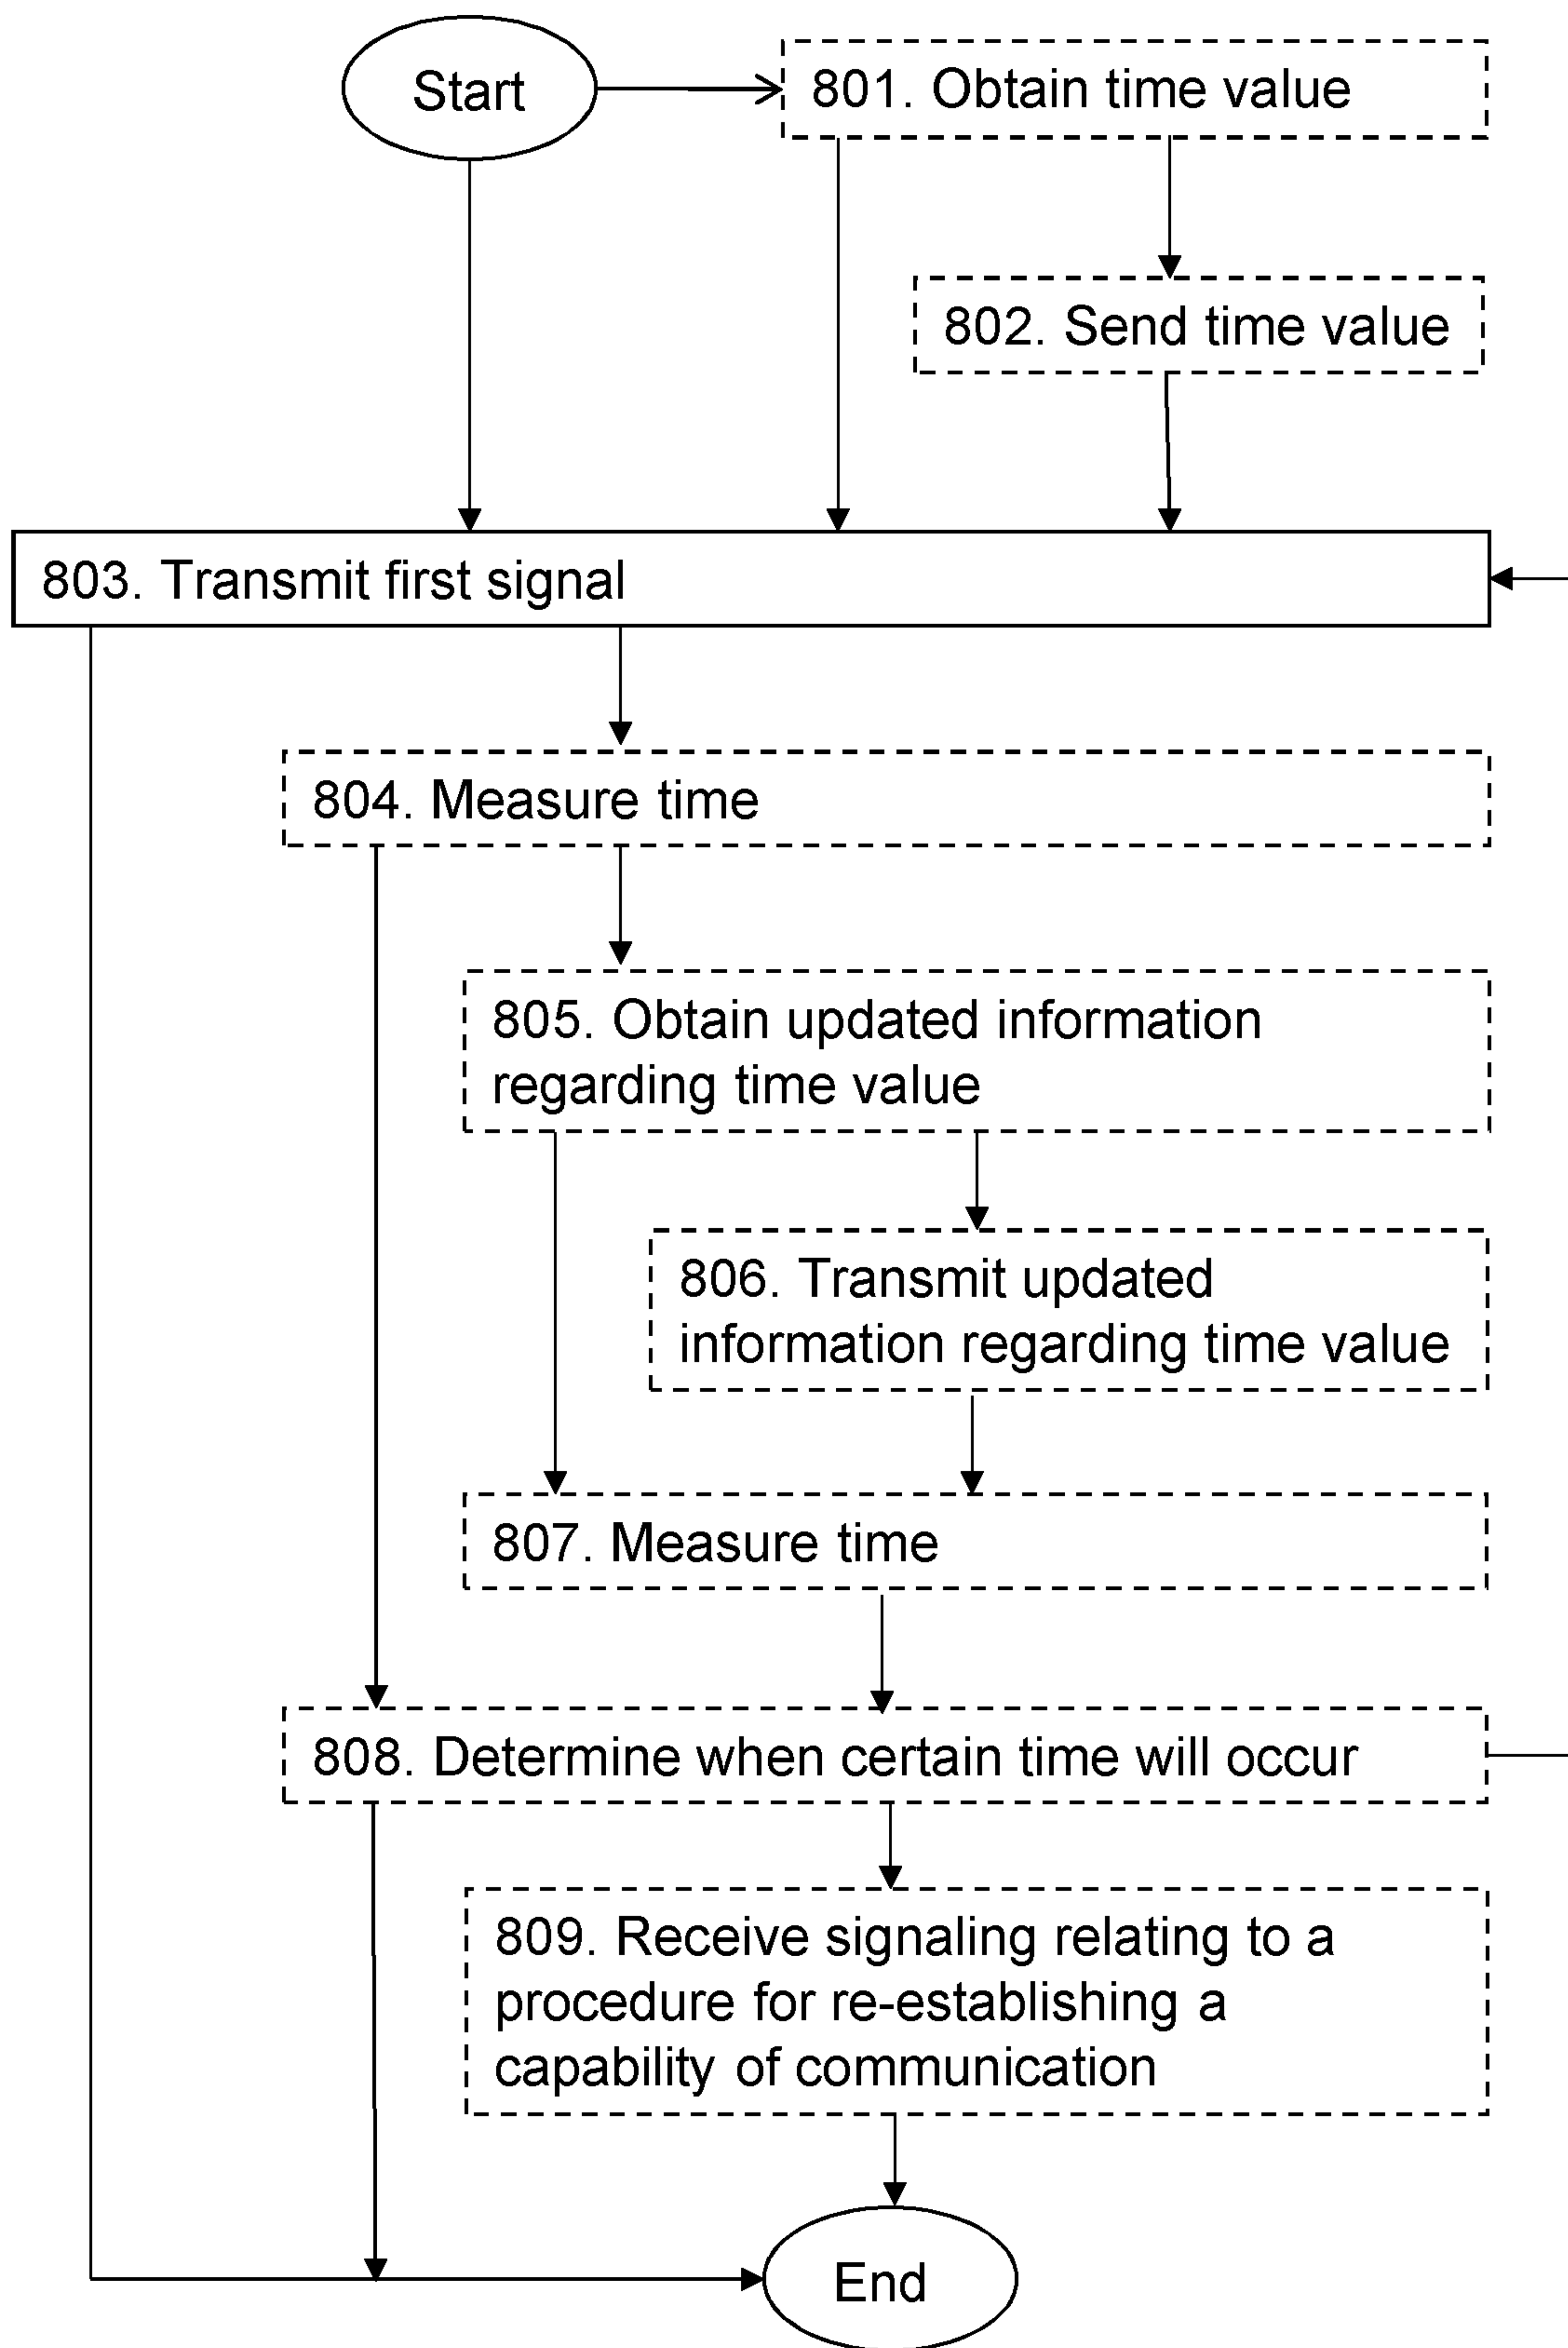 Start
801. Obtain time value
802. Send time value
803. Transmit first signal
804. Measure time
805. Obtain updated information
regarding time value
806. Transmit updated
information regarding time value
807. Measure time
808. Determine when certain time will occur
809. Receive signaling relating to a
procedure for re-establishing a
capability of communication
End